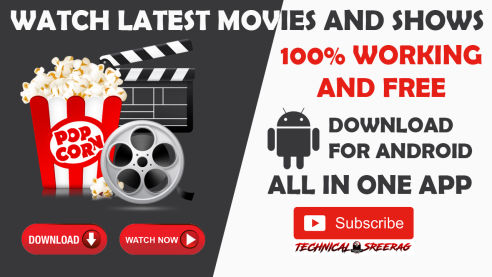 WATCH LATEST MOVIES AND SHOWS
100% WORKING
AND FREE
POP
CORN
DOWNLOAD
FOR ANDROID
ALL IN ONE APP
DOWNLOAD
WATCH NOW
Subscribe
TECHNICAL SREERAG